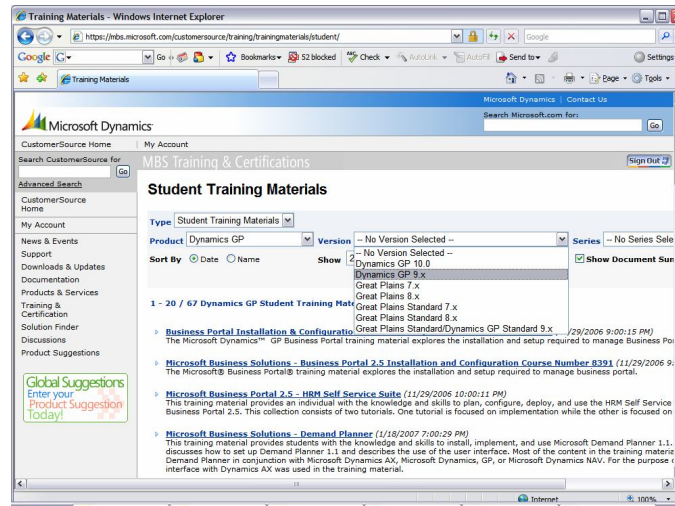 Training Materials - Windows Internet Explorer
https://mbs.microsoft.com/customersource/training/trainingmaterials/student/
Google
Google G Go 52 blocked Bookmarks Check AutoLink AutoFill Send to Settings
Training Materials
Page Tools
Microsoft Dynamics | Contact Us
Microsoft Dynamics
Search Microsoft.com for:
Go
CustomerSource Home
My Account
Search CustomerSource for
Go
Advanced Search
MBS Training & Certifications
Sign Out
CustomerSource Home
My Account
News & Events
Support
Downloads & Updates
Documentation
Products & Services
Training & Certification
Solution Finder
Discussions
Product Suggestions
Global Suggestions
Enter your
Product Suggestion
Today!
Student Training Materials
Type Student Training Materials
Product Dynamics GP Version -- No Version Selected -- Series -- No Series Sele
Sort By Date Name Show 2 Show Document Sum
-- No Version Selected --
Dynamics GP 10.0
Dynamics GP 9.x
Great Plains 7.x
Great Plains 8.x
Great Plains Standard 7.x
Great Plains Standard 8.x
Great Plains Standard/Dynamics GP Standard 9.x
1 - 20 / 67 Dynamics GP Student Training Mate
Business Portal Installation & Configuratio /29/2006 9:00:15 PM)
The Microsoft Dynamics™ GP Business Portal training material explores the installation and setup required to manage Business Por
Microsoft Business Solutions - Business Portal 2.5 Installation and Configuration Course Number 8391 (11/29/2006 9:
The Microsoft® Business Portal® training material explores the installation and setup required to manage business portal.
Microsoft Business Portal 2.5 - HRM Self Service Suite (11/29/2006 10:00:11 PM)
This training material provides an individual with the knowledge and skills to plan, configure, deploy, and use the HRM Self Service
Business Portal 2.5. This collection consists of two tutorials. One tutorial is focused on implementation while the other is focused on
Microsoft Business Solutions - Demand Planner (1/18/2007 7:00:29 PM)
This training material provides students with the knowledge and skills to install, implement, and use Microsoft Demand Planner 1.1.
discusses how to set up Demand Planner 1.1 and describes the use of the user interface. Most of the content in the training materia
Demand Planner in conjunction with Microsoft Dynamics AX, Microsoft Dynamics, GP, or Microsoft Dynamics NAV. For the purpose o
interface with Dynamics AX was used in the training material.
Internet 100%